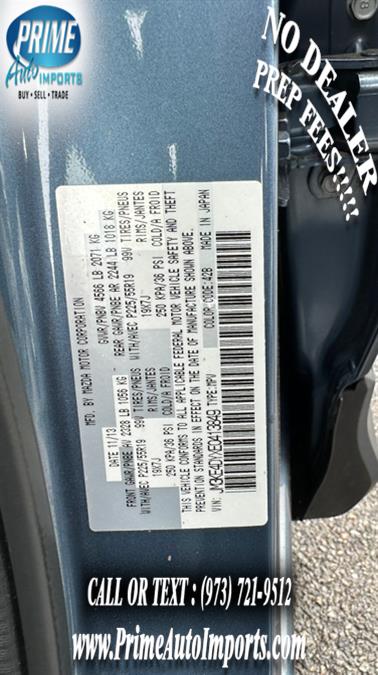 PRIME
Auto
IMPORTS
BUY • SELL • TRADE
NO DEALER
PREP FEES!!!!
MFD. BY MAZDA MOTOR CORPORATION
GVWR/PNBV 4566 LB 2071 KG
DATE 11/13
FRONT GAWR/PNBE AV 2328 LB 1056 KG REAR GAWR/PNBE AR 2244 LB 1018 KG
WITH/AVEC P225/55R19 99V TIRES/PNEUS WITH/AVEC P225/55R19 99V TIRES/PNEUS
19X7J RIMS/JANTES 19X7J RIMS/JANTES
250 KPA/36 PSI COLD/A FROID 250 KPA/36 PSI COLD/A FROID
THIS VEHICLE CONFORMS TO ALL APPLICABLE FEDERAL MOTOR VEHICLE SAFETY AND THEFT
PREVENTION STANDARDS IN EFFECT ON THE DATE OF MANUFACTURE SHOWN ABOVE.
VIN: TYPE:MPV COLOR CODE:42B MADE IN JAPAN
CALL OR TEXT : (973) 721-9512
www.PrimeAutoImports.com